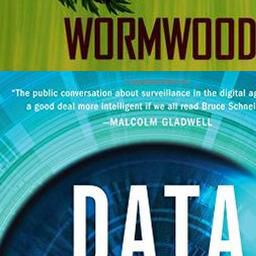 WORMWOOD
"The public conversation about surveillance in the digital ag
a good deal more intelligent if we all read Bruce Schnei
—MALCOLM GLADWELL
DATA